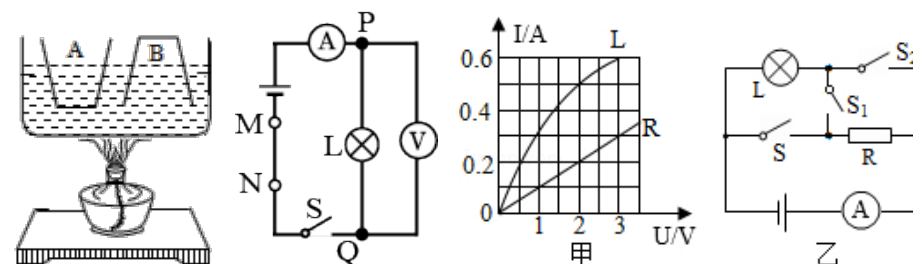 A B
P
A
M
N
L
V
S
Q
I/A
L
0.6
0.4
R
0.2
0
1 2 3
U/V
甲
L
S₂
S₁
S
R
A
乙